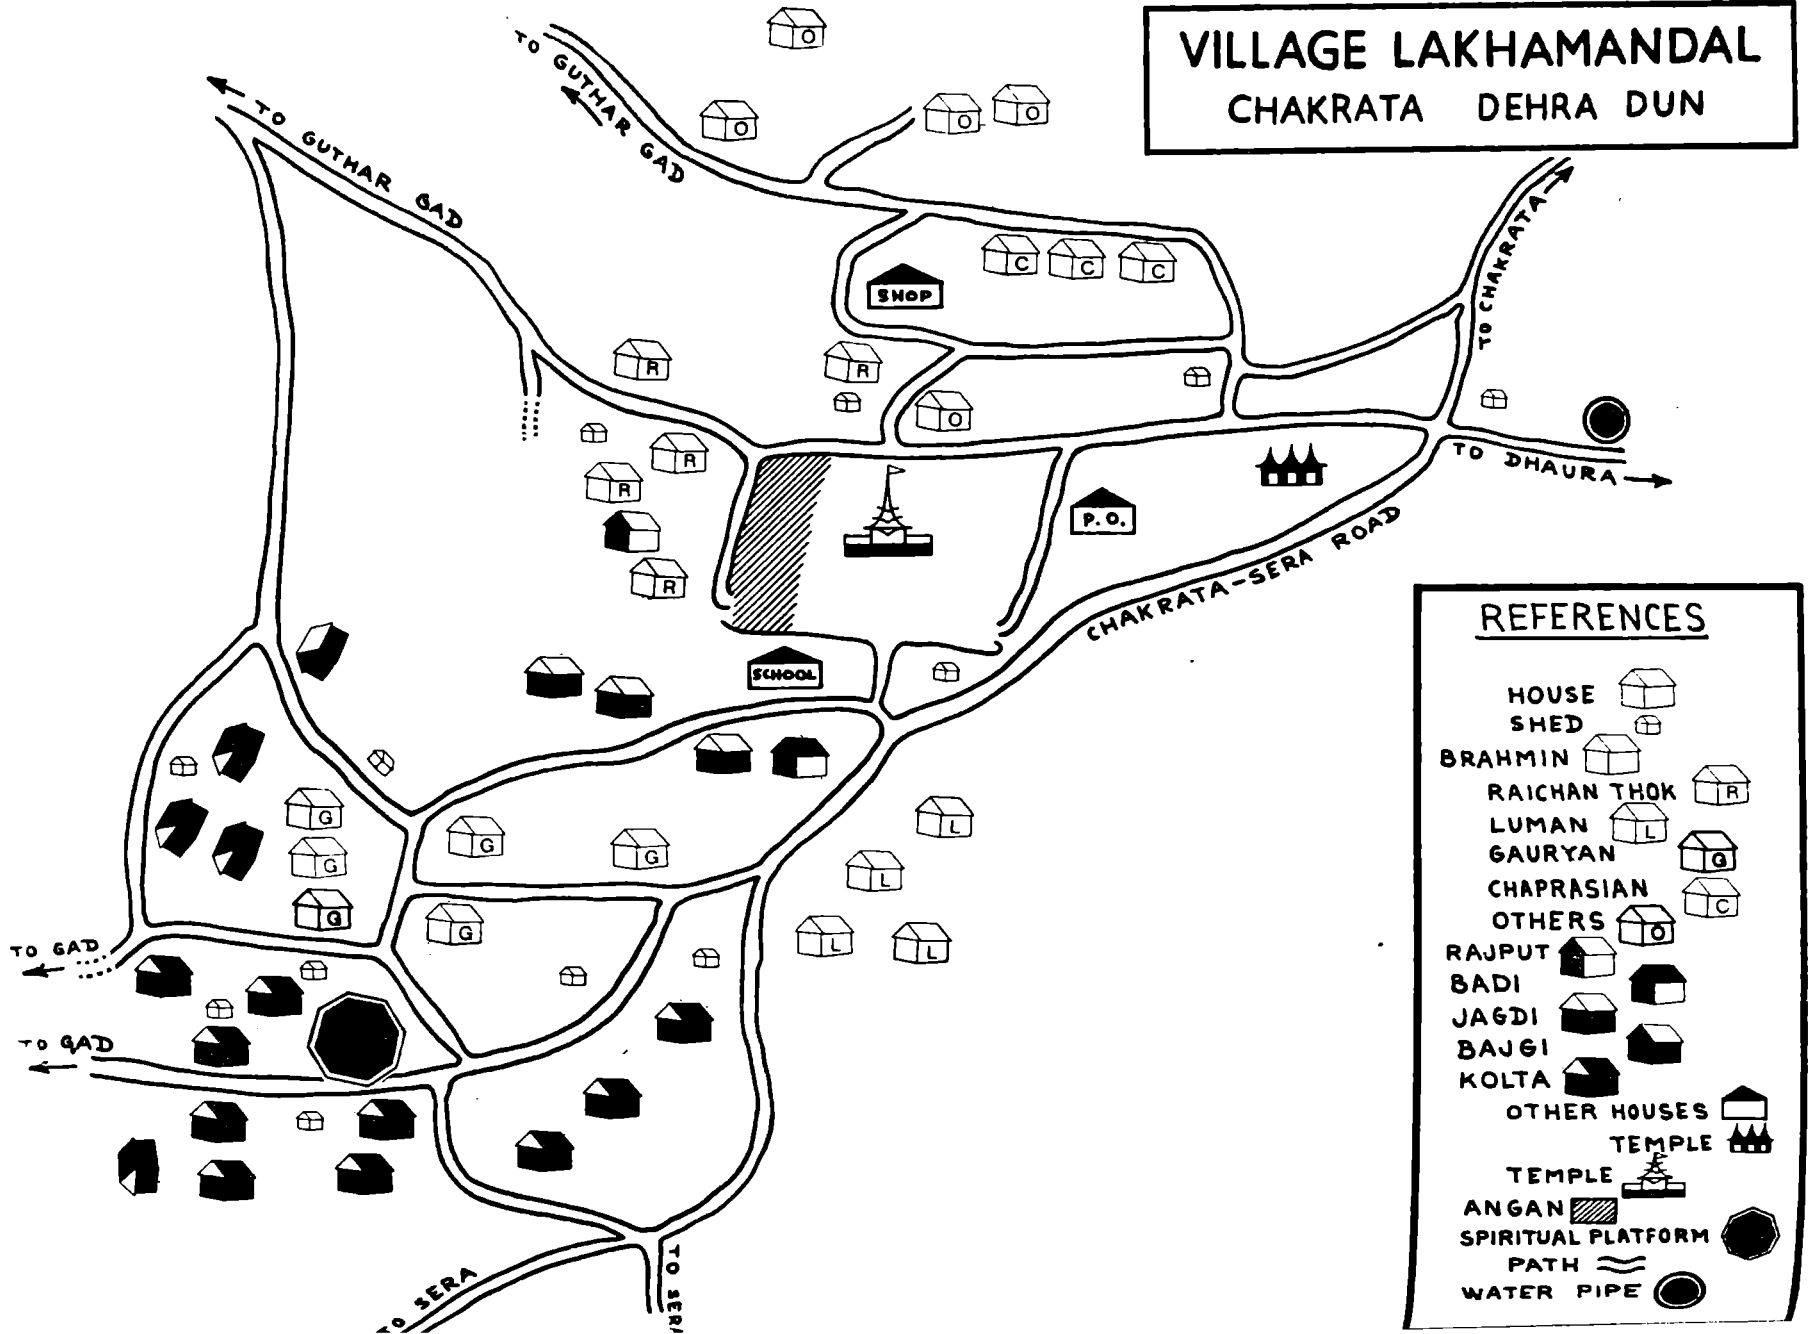 VILLAGE LAKHAMANDAL
CHAKRATA DEHRA DUN
O
TO GUTHAR GAD
TO GUTHAR GAD
O
O
O
TO CHAKRATA
C
C
C
SHOP
R
R
O
R
R
R
P.O.
TO DHAURA
CHAKRATA-SERA ROAD
SCHOOL
G
G
G
G
G
G
L
L
L
L
TO GAD
TO GAD
TO SERA
TO SERA
REFERENCES
HOUSE
SHED
BRAHMIN
RAICHAN THOK R
LUMAN L
GAURYAN G
CHAPRASIAN C
OTHERS O
RAJPUT
BADI
JAGDI
BAJGI
KOLTA
OTHER HOUSES
TEMPLE
TEMPLE
ANGAN
SPIRITUAL PLATFORM
PATH
WATER PIPE